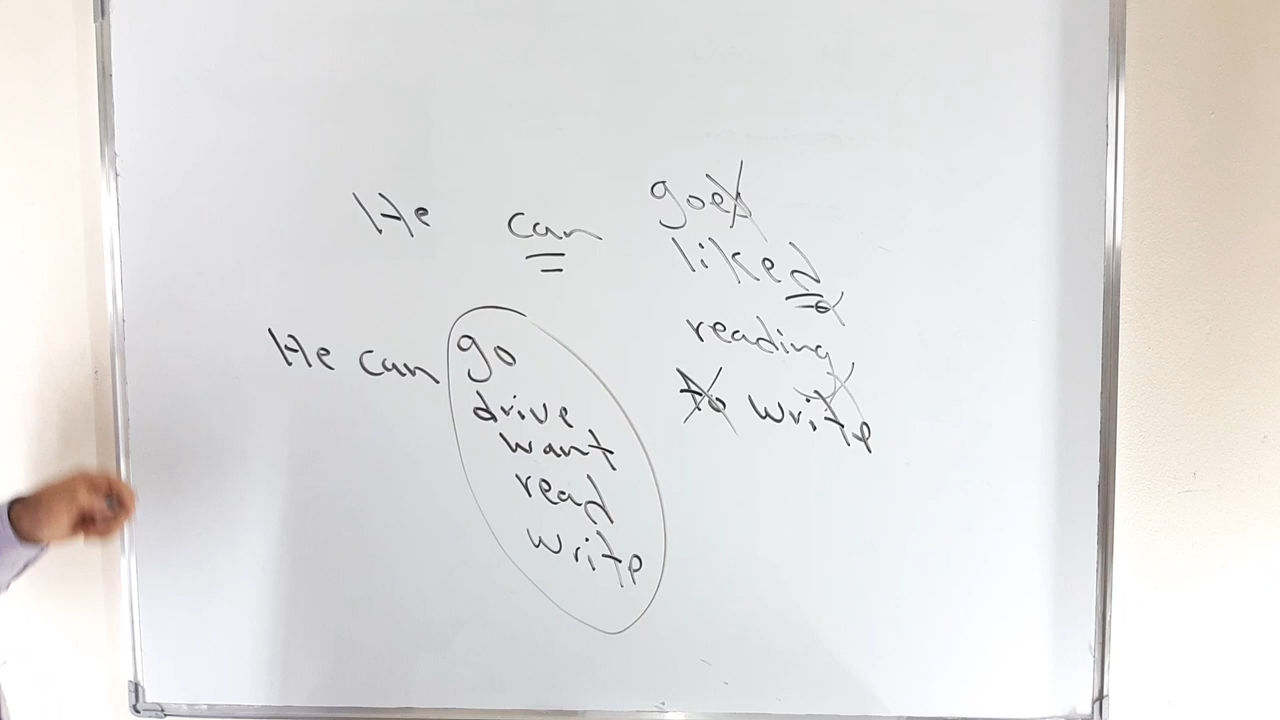 He can goes
liked
reading
to write
He can go
drive
want
read
write